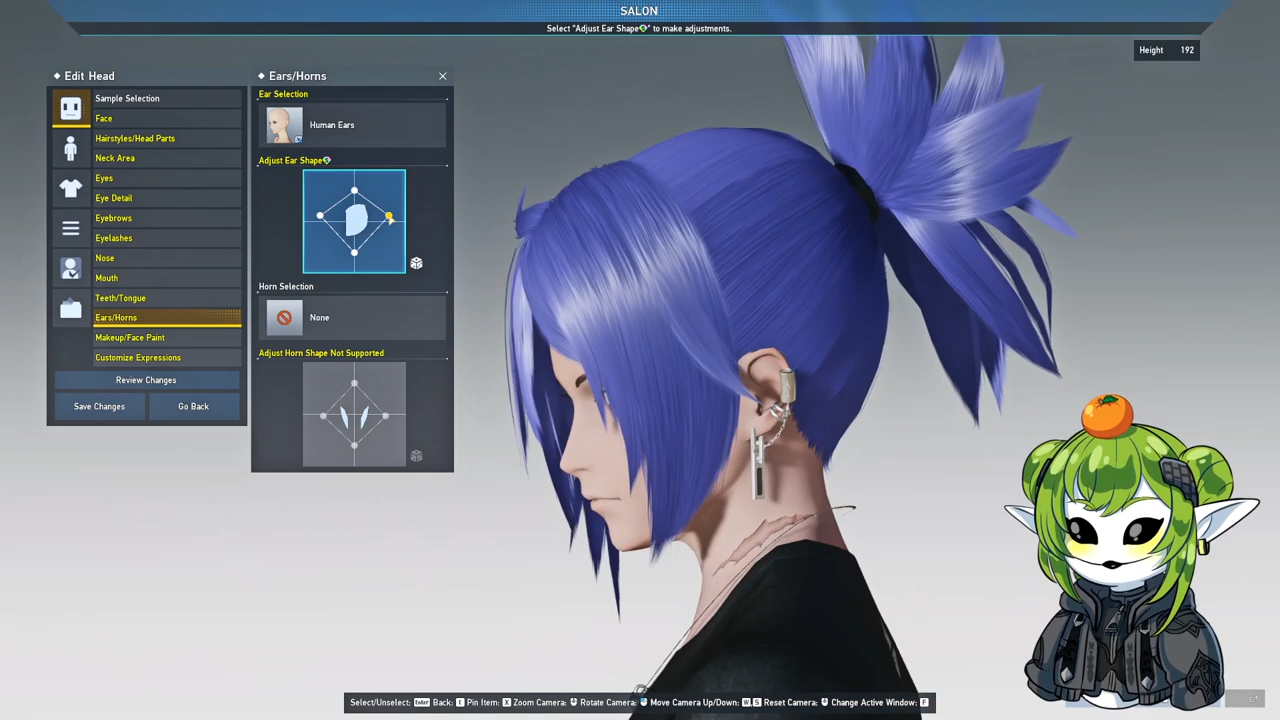 SALON
Select "Adjust Ear Shape" to make adjustments.
Height 192
Edit Head
Sample Selection
Face
Hairstyles/Head Parts
Neck Area
Eyes
Eye Detail
Eyebrows
Eyelashes
Nose
Mouth
Teeth/Tongue
Ears/Horns
Makeup/Face Paint
Customize Expressions
Review Changes
Save Changes
Go Back
Ears/Horns
Ear Selection
Human Ears
Adjust Ear Shape
Horn Selection
None
Adjust Horn Shape Not Supported
Select/Unselect: Enter Back: Pin Item: X Zoom Camera: Rotate Camera: Move Camera Up/Down: W, S Reset Camera: Change Active Window: F